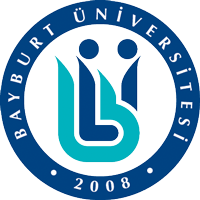 BAYBURT ÜNİVERSİTESİ
• 2008 •